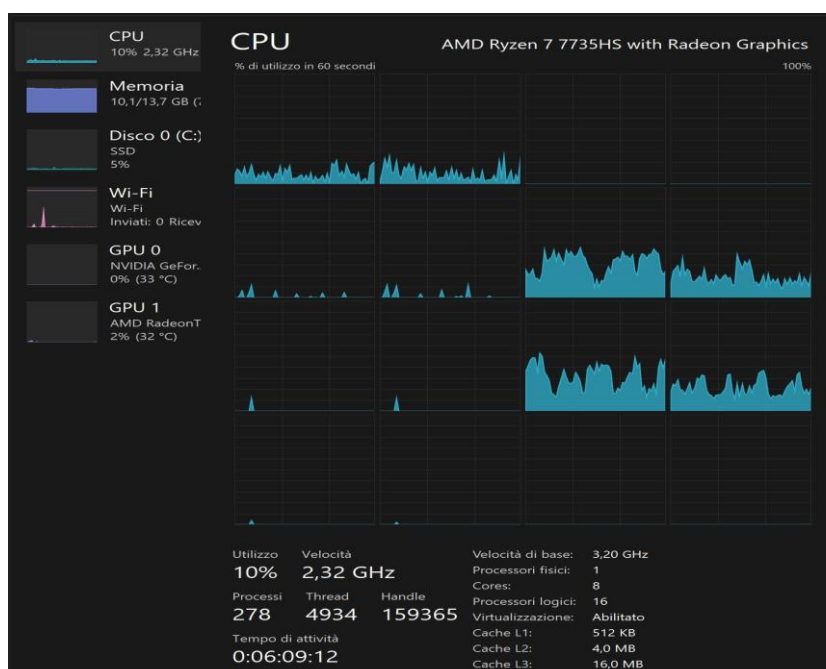 CPU
10% 2,32 GHz
Memoria
10,1/13,7 GB (7
Disco 0 (C:)
SSD
5%
Wi-Fi
Wi-Fi
Inviati: 0 Ricev
GPU 0
NVIDIA GeFor..
0% (33 °C)
GPU 1
AMD RadeonT
2% (32 °C)
CPU
AMD Ryzen 7 7735HS with Radeon Graphics
% di utilizzo in 60 secondi
100%
Utilizzo
Velocità
10%
2,32 GHz
Processi
Thread
Handle
278
4934
159365
Tempo di attività
0:06:09:12
Velocità di base: 3,20 GHz
Processori fisici: 1
Cores: 8
Processori logici: 16
Virtualizzazione: Abilitato
Cache L1: 512 KB
Cache L2: 4,0 MB
Cache L3: 16,0 MB